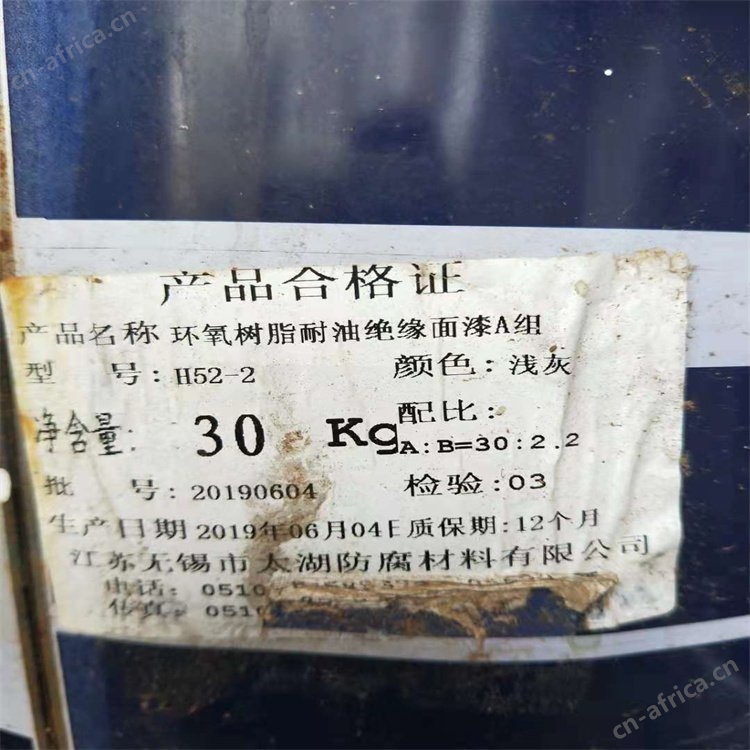 cn-africa.cn
cn-africa.cn
产品合格证
产品名称 环氧树脂耐油绝缘面漆A组
型 号:H52-2 颜色:浅灰
净含量: 30 Kg 配比:
A:B=30:2.2
批 号:20190604 检验:03
生产日期 2019年06月04日 质保期:12个月
江苏无锡市太湖防腐材料有限公司
电话:0510
传真:0510
cn-africa.cn